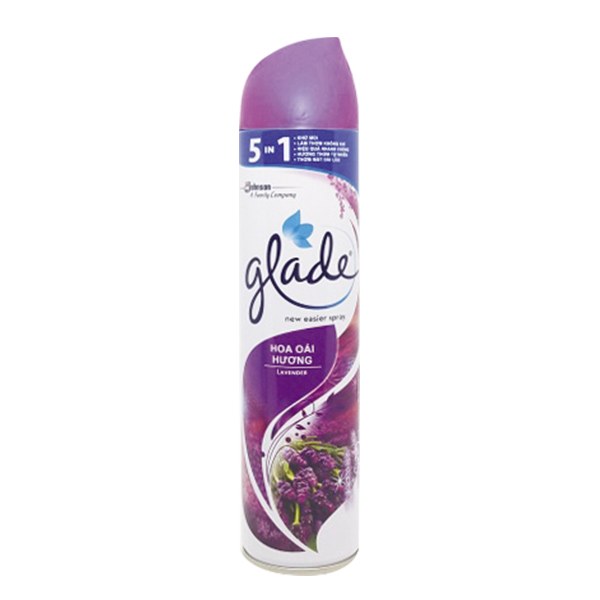 5 IN 1
• KHỬ MÙI
• LÀM THƠM KHÔNG KHÍ
• HIỆU QUẢ NHANH CHÓNG
• HƯƠNG THƠM TỰ NHIÊN
• THƠM MÁT DÀI LÂU
Johnson
A Family Company
glade®
new easier spray
HOA OẢI
HƯƠNG
LAVENDER